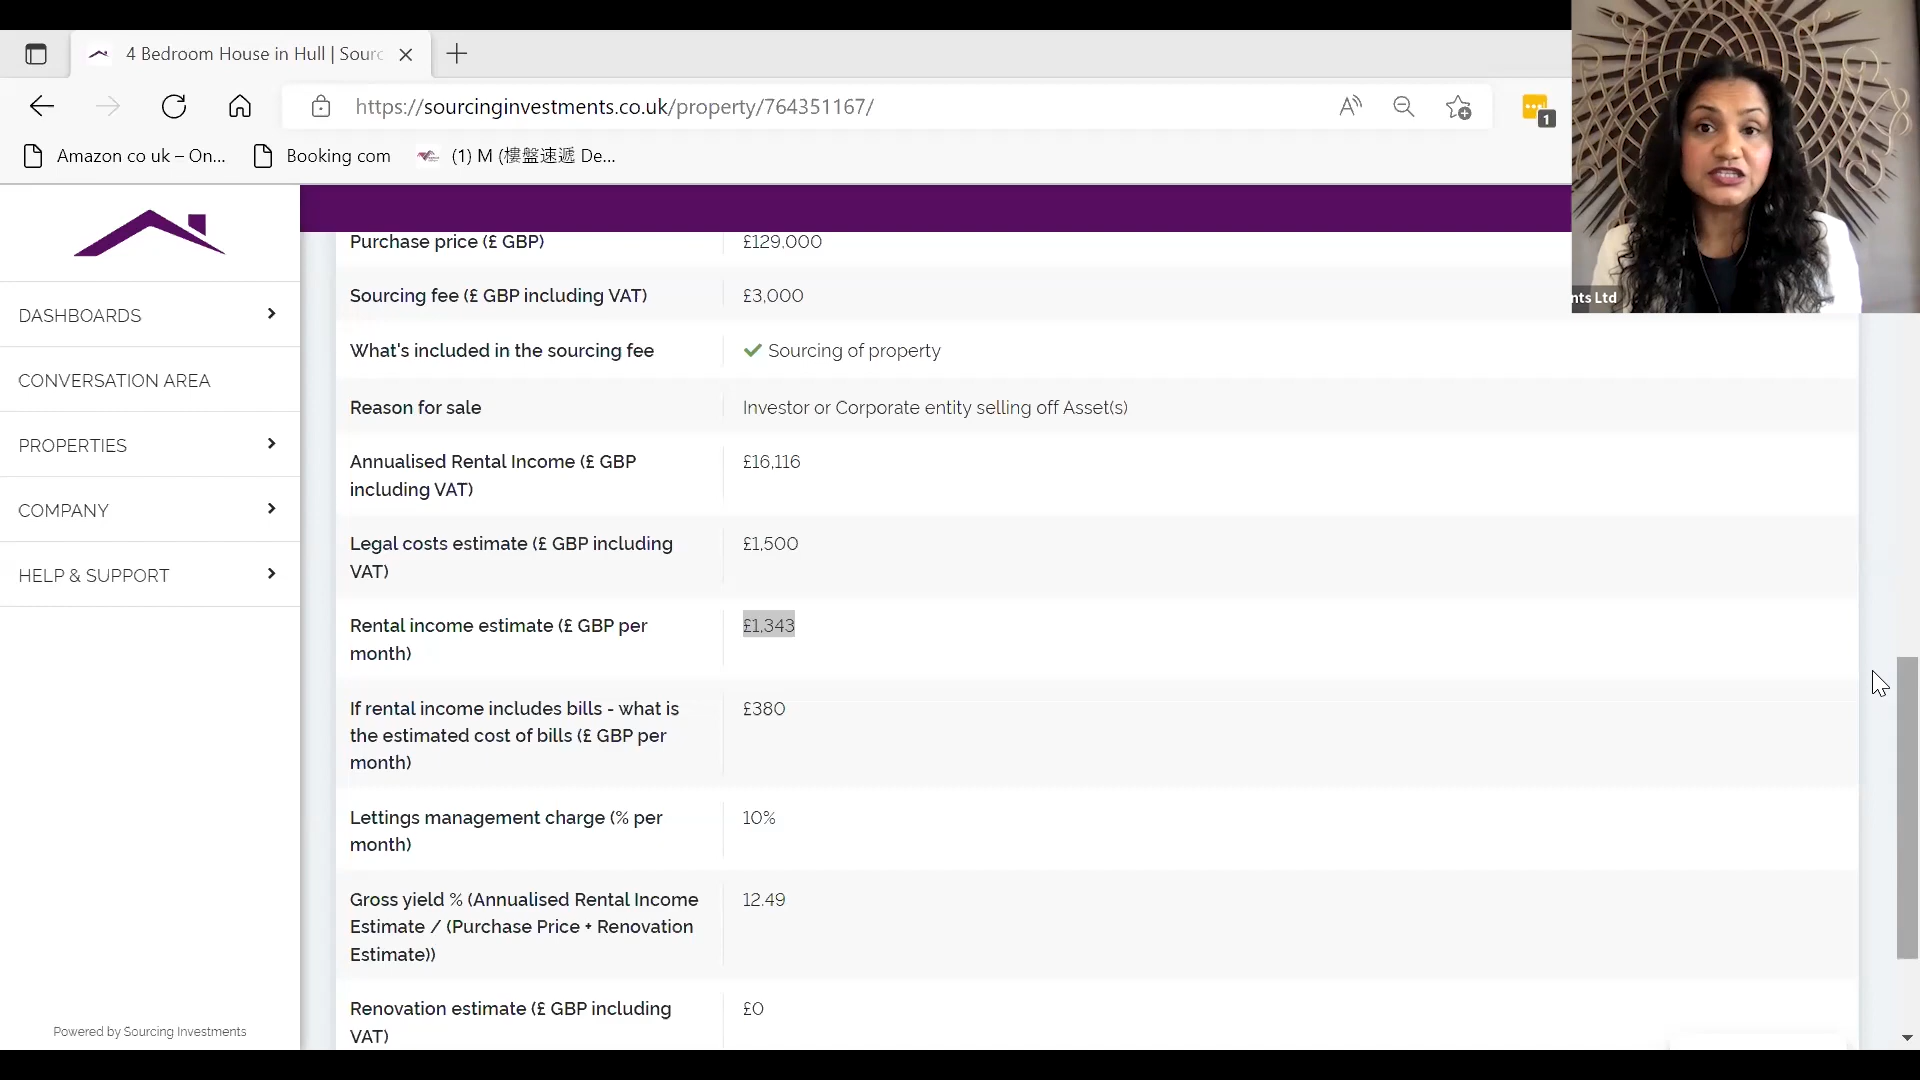 4 Bedroom House in Hull | Sourc
https://sourcinginvestments.co.uk/property/764351167/
1
Amazon co uk – On...
Booking com
(1) M (樓盤速遞 De...
nts Ltd
DASHBOARDS
CONVERSATION AREA
PROPERTIES
COMPANY
HELP & SUPPORT
Powered by Sourcing Investments
Purchase price (£ GBP)
£129,000
Sourcing fee (£ GBP including VAT)
£3,000
What's included in the sourcing fee
Sourcing of property
Reason for sale
Investor or Corporate entity selling off Asset(s)
Annualised Rental Income (£ GBP
including VAT)
£16,116
Legal costs estimate (£ GBP including
VAT)
£1,500
Rental income estimate (£ GBP per
month)
£1,343
If rental income includes bills - what is
the estimated cost of bills (£ GBP per
month)
£380
Lettings management charge (% per
month)
10%
Gross yield % (Annualised Rental Income
Estimate / (Purchase Price + Renovation
Estimate))
12.49
Renovation estimate (£ GBP including
VAT)
£0